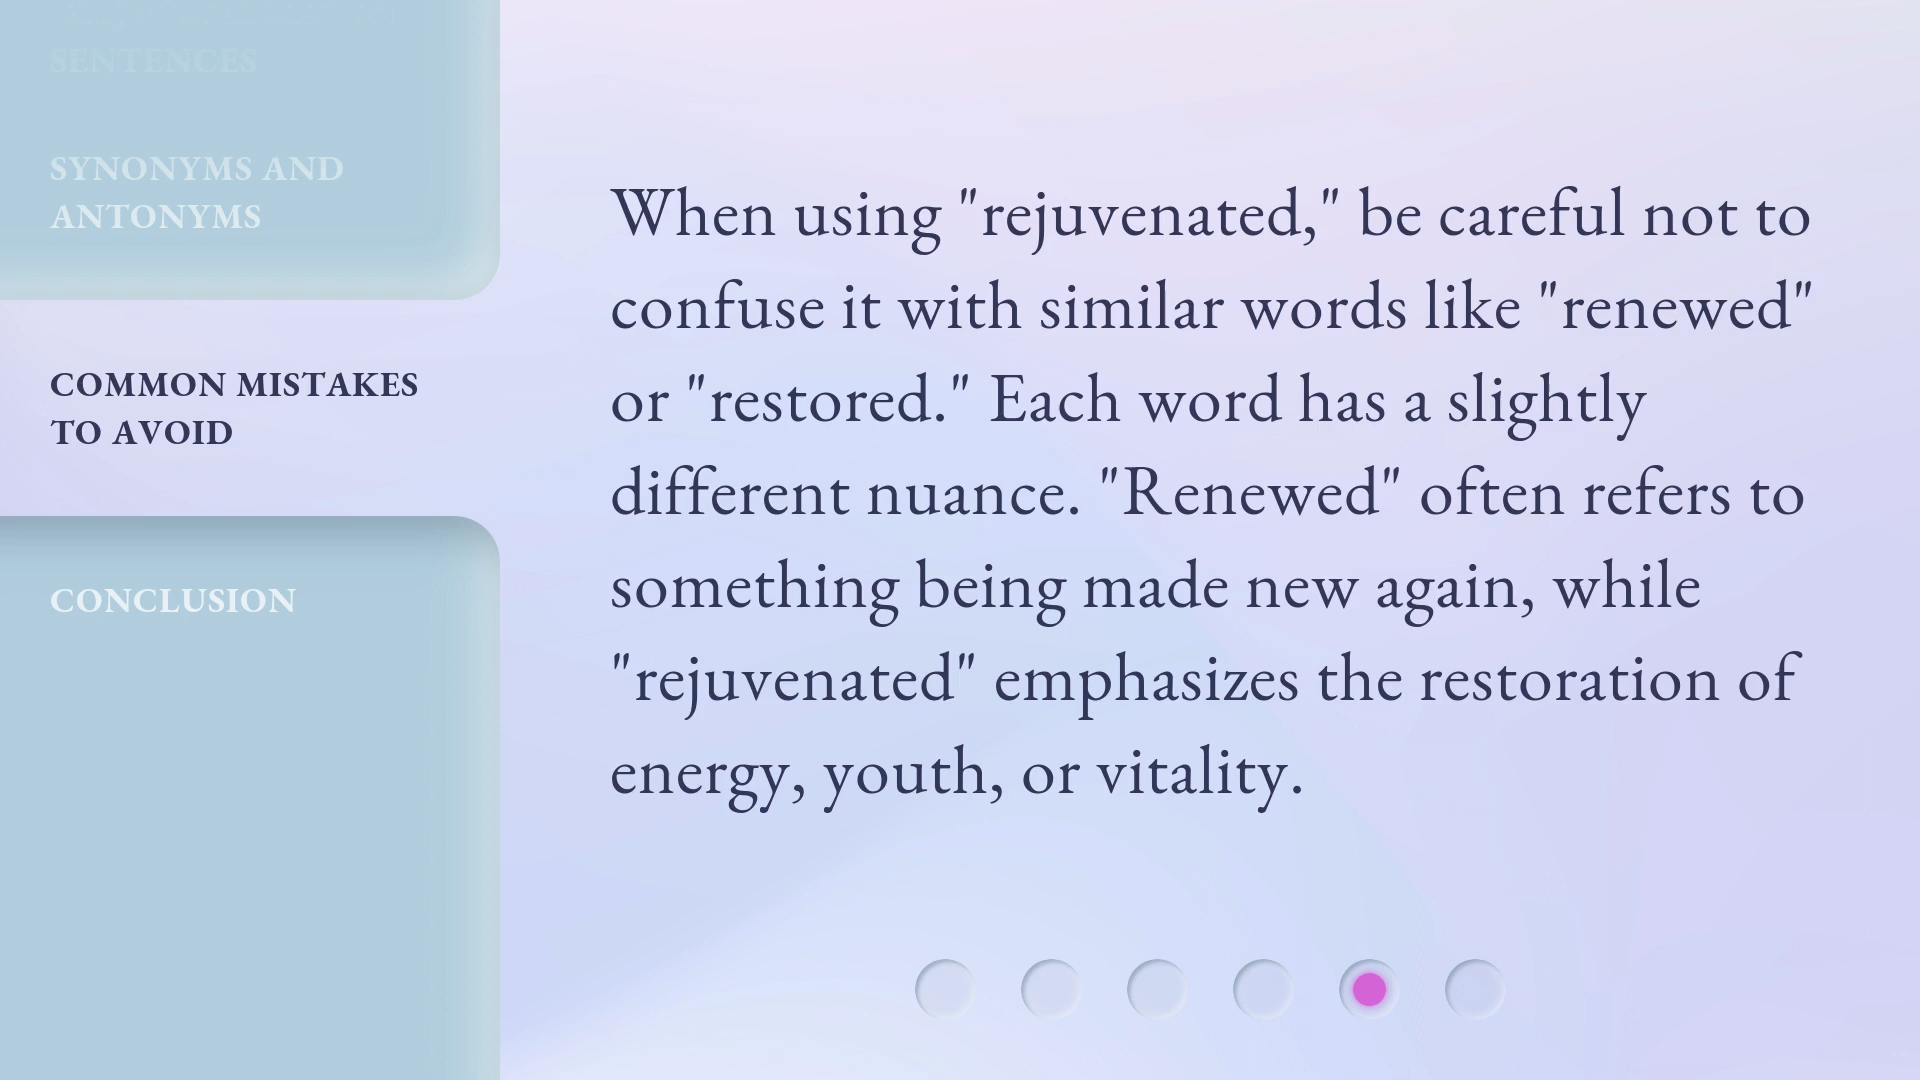 SENTENCES
SYNONYMS AND
ANTONYMS
COMMON MISTAKES
TO AVOID
CONCLUSION
When using "rejuvenated," be careful not to
confuse it with similar words like "renewed"
or "restored." Each word has a slightly
different nuance. "Renewed" often refers to
something being made new again, while
"rejuvenated" emphasizes the restoration of
energy, youth, or vitality.